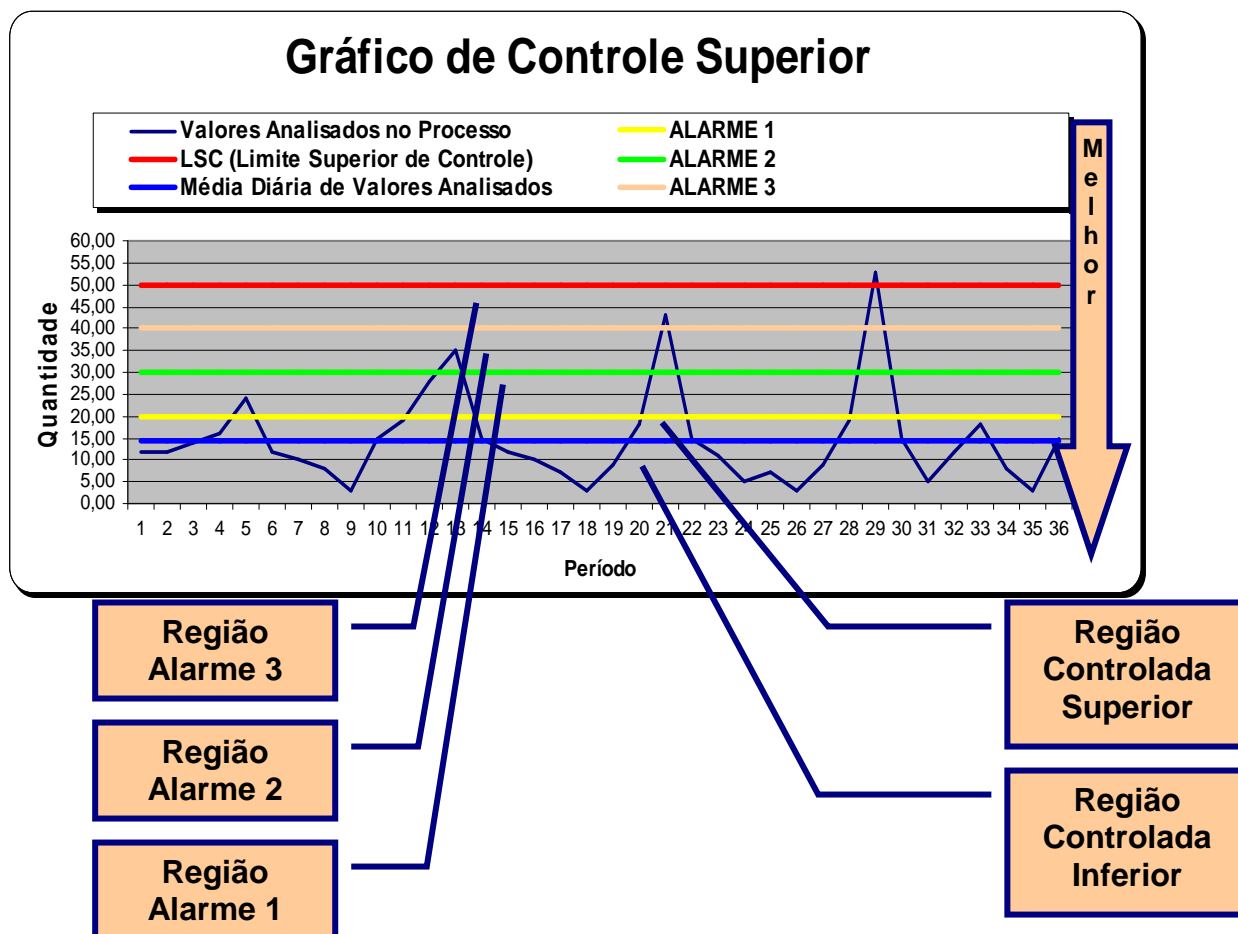 Gráfico de Controle Superior
Valores Analisados no Processo
LSC (Limite Superior de Controle)
Média Diária de Valores Analisados
ALARME 1
ALARME 2
ALARME 3
Melhor
Quantidade
60,00
55,00
50,00
45,00
40,00
35,00
30,00
25,00
20,00
15,00
10,00
5,00
0,00
1 2 3 4 5 6 7 8 9 10 11 12 13 14 15 16 17 18 19 20 21 22 23 24 25 26 27 28 29 30 31 32 33 34 35 36
Período
Região
Alarme 3
Região
Alarme 2
Região
Alarme 1
Região
Controlada
Superior
Região
Controlada
Inferior